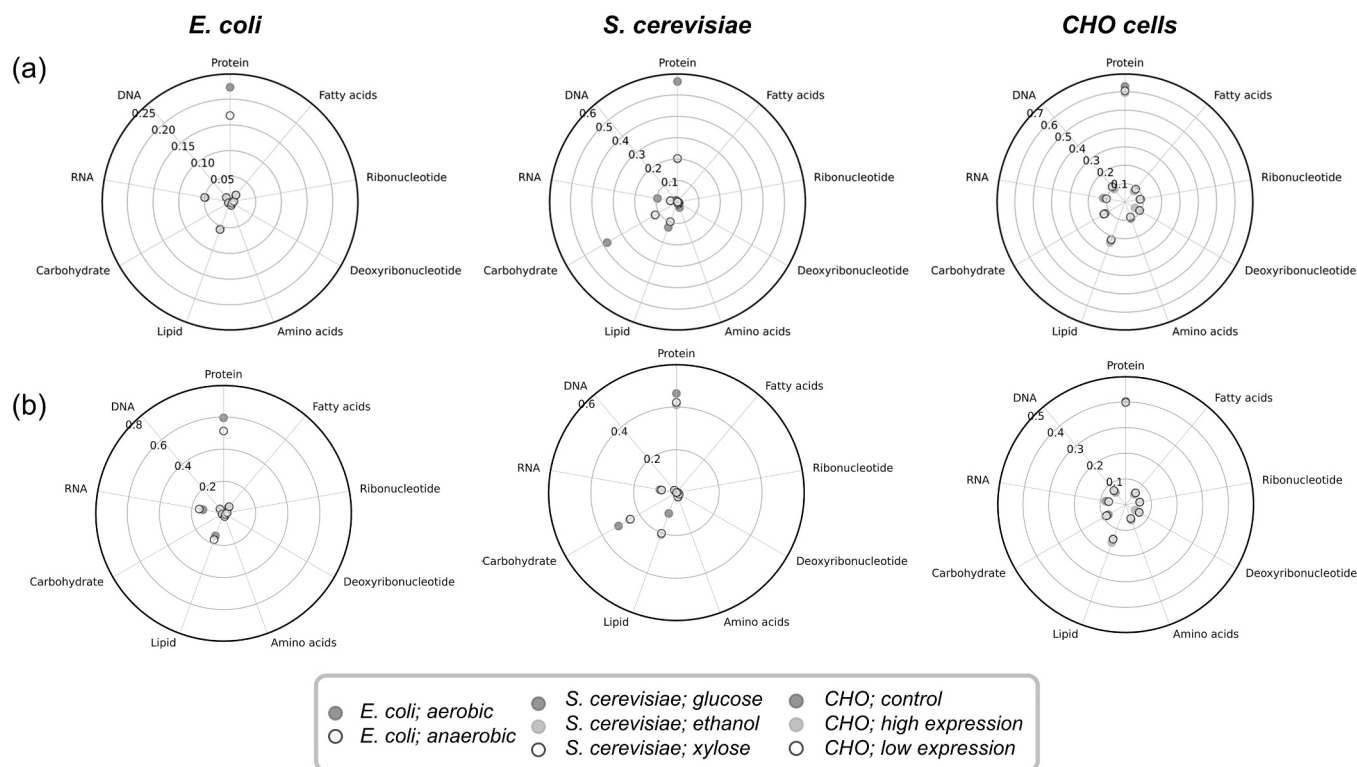 E. coli
S. cerevisiae
CHO cells
(a)
Protein
Fatty acids
Ribonucleotide
Deoxyribonucleotide
Amino acids
Lipid
Carbohydrate
RNA
DNA
0.25
0.20
0.15
0.10
0.05
Protein
Fatty acids
Ribonucleotide
Deoxyribonucleotide
Amino acids
Lipid
Carbohydrate
RNA
DNA
0.6
0.5
0.4
0.3
0.2
0.1
Protein
Fatty acids
Ribonucleotide
Deoxyribonucleotide
Amino acids
Lipid
Carbohydrate
RNA
DNA
0.7
0.6
0.5
0.4
0.3
0.2
0.1
(b)
Protein
Fatty acids
Ribonucleotide
Deoxyribonucleotide
Amino acids
Lipid
Carbohydrate
RNA
DNA
0.8
0.6
0.4
0.2
Protein
Fatty acids
Ribonucleotide
Deoxyribonucleotide
Amino acids
Lipid
Carbohydrate
RNA
DNA
0.6
0.4
0.2
Protein
Fatty acids
Ribonucleotide
Deoxyribonucleotide
Amino acids
Lipid
Carbohydrate
RNA
DNA
0.5
0.4
0.3
0.2
0.1
E. coli; aerobic
E. coli; anaerobic
S. cerevisiae; glucose
S. cerevisiae; ethanol
S. cerevisiae; xylose
CHO; control
CHO; high expression
CHO; low expression